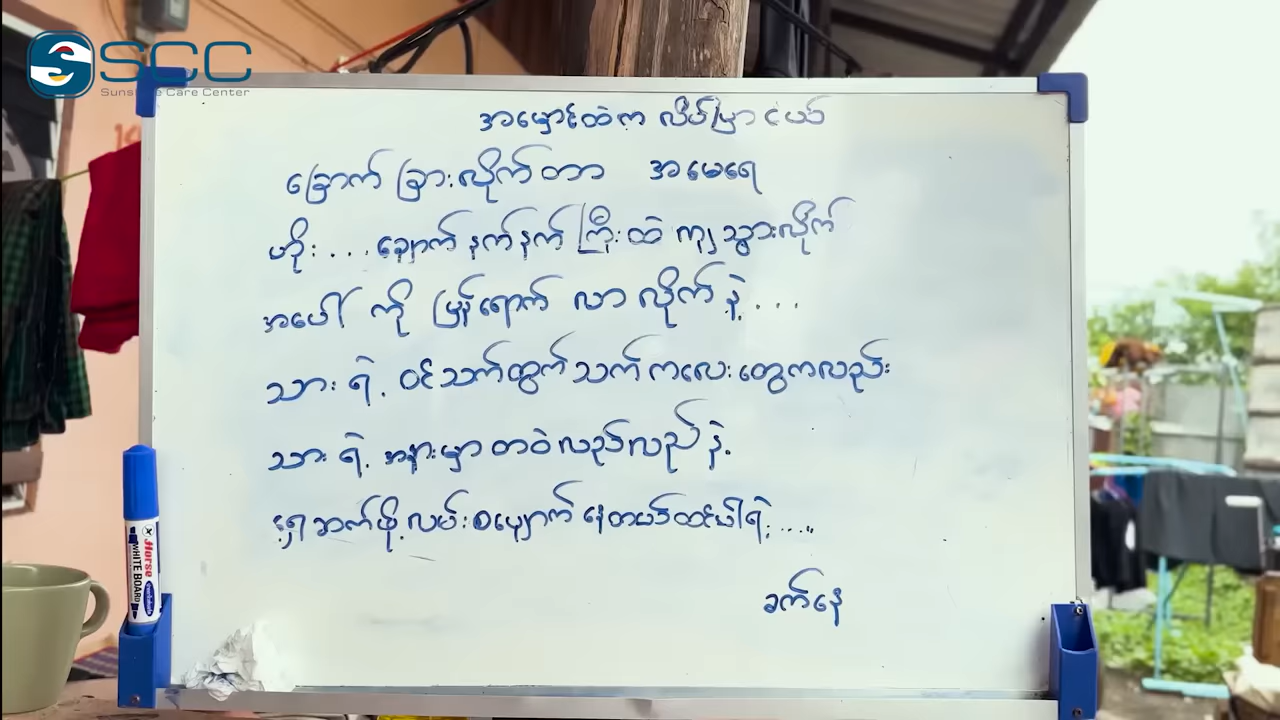 SCC
Sunshine Care Center
အမှောင်ထဲက လိပ်ပြာငယ်
ခြောက်ခြားလိုက်တာ အမေရေ
ဟိုး... ချောက်နက်နက်ကြီးထဲ ကျသွားလိုက်
အပေါ်ကို ပြန်ရောက်လာလိုက်နဲ့...
သားရဲ့ ဝင်သက်ထွက်သက်ကလေးတွေကလည်း
သားရဲ့ အနားမှာ တဝဲလည်လည်နဲ့
ရှေ့ဆက်ဖို့ လမ်းစပျောက်နေတယ်ထင်ပါရဲ့.....
ခက်နေ
Horse
WHITE BOARD